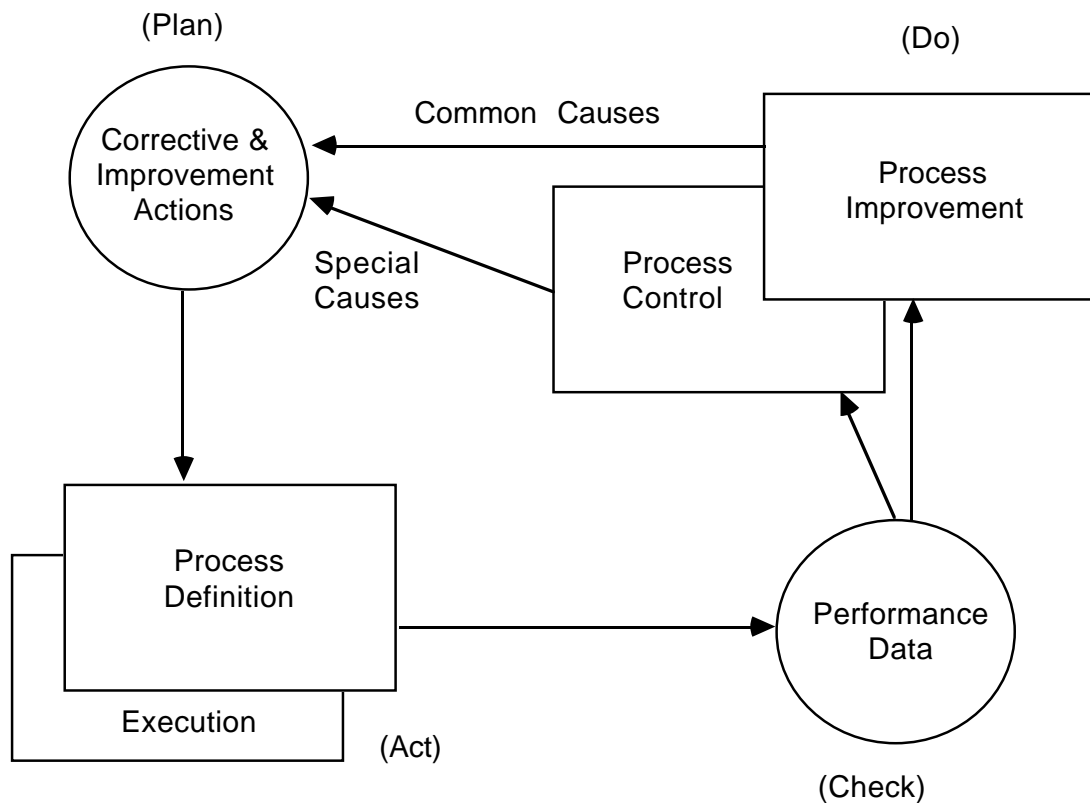 (Plan)
(Do)
Common Causes
Corrective &
Improvement
Actions
Process
Improvement
Special
Causes
Process
Control
Process
Definition
Performance
Data
Execution
(Act)
(Check)